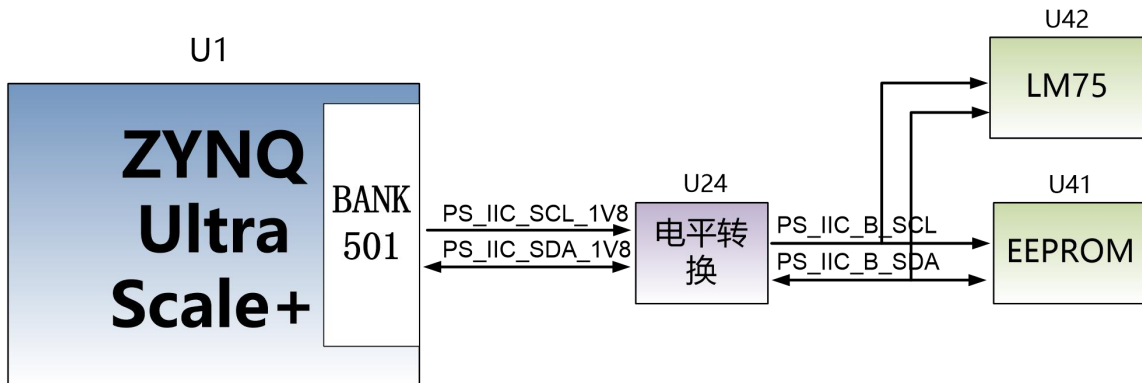 U1
ZYNQ
Ultra
Scale+
BANK
501
PS_IIC_SCL_1V8
PS_IIC_SDA_1V8
U24
电平转
换
PS_IIC_B_SCL
PS_IIC_B_SDA
U42
LM75
U41
EEPROM